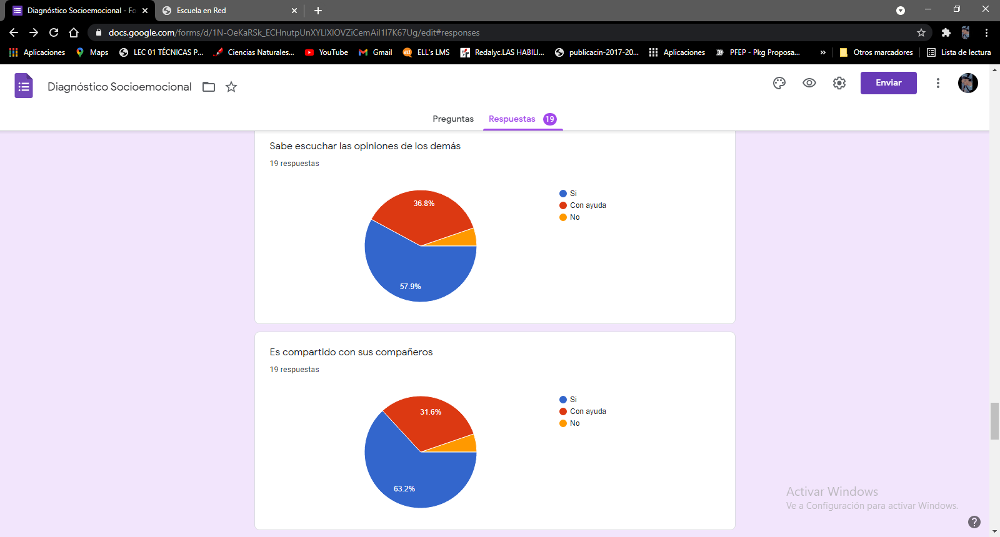 Diagnóstico Socioemocional - Fo
Escuela en Red
docs.google.com/forms/d/1N-OeKaRSk_ECHnutpUnXYLIXIOVZiCemAiI1I7K67Ug/edit#responses
Aplicaciones
Maps
LEC 01 TÉCNICAS P...
Ciencias Naturales...
YouTube
Gmail
ELL's LMS
Redalyc.LAS HABILI...
publicacin-2017-20...
Aplicaciones
PFEP - Pkg Proposa...
»
Otros marcadores
Lista de lectura
Diagnóstico Socioemocional
Enviar
Preguntas
Respuestas 19
Sabe escuchar las opiniones de los demás
19 respuestas
36.8%
57.9%
Si
Con ayuda
No
Es compartido con sus compañeros
19 respuestas
31.6%
63.2%
Si
Con ayuda
No
Activar Windows
Ve a Configuración para activar Windows.